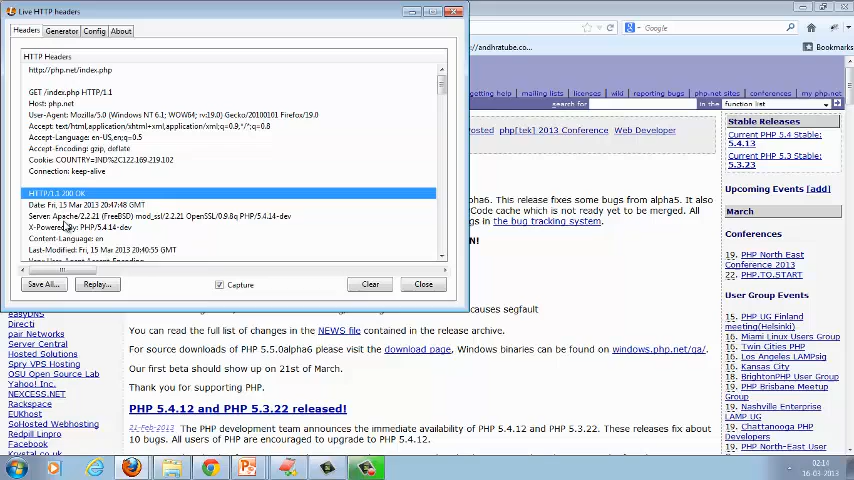 Live HTTP headers
Headers Generator Config About
HTTP Headers
http://php.net/index.php
GET /index.php HTTP/1.1
Host: php.net
User-Agent: Mozilla/5.0 (Windows NT 6.1; WOW64; rv:19.0) Gecko/20100101 Firefox/19.0
Accept: text/html,application/xhtml+xml,application/xml;q=0.9,*/*;q=0.8
Accept-Language: en-US,en;q=0.5
Accept-Encoding: gzip, deflate
Cookie: COUNTRY=IND%2C122.169.219.102
Connection: keep-alive
HTTP/1.1 200 OK
Date: Fri, 15 Mar 2013 20:47:48 GMT
Server: Apache/2.2.21 (FreeBSD) mod_ssl/2.2.21 OpenSSL/0.9.8q PHP/5.4.14-dev
X-Powered-By: PHP/5.4.14-dev
Content-Language: en
Last-Modified: Fri, 15 Mar 2013 20:40:55 GMT
Save All... Replay... Capture Clear Close
Google
andhratube.co... Bookmarks
getting help | mailing lists | licenses | reporting bugs | php.net sites | conferences | my php.net
search for in the function list
osted php[tek] 2013 Conference Web Developer
alpha6. This release fixes some bugs from alpha5. It also
Code cache which is not yet ready to be merged. All
gs in the bug tracking system.
N!
causes segfault
You can read the full list of changes in the NEWS file contained in the release archive.
For source downloads of PHP 5.5.0alpha6 please visit the download page, Windows binaries can be found on windows.php.net/qa/.
Our first beta should show up on 21st of March.
Thank you for supporting PHP.
PHP 5.4.12 and PHP 5.3.22 released!
21-Feb-2013 The PHP development team announces the immediate availability of PHP 5.4.12 and PHP 5.3.22. These releases fix about
10 bugs. All users of PHP are encouraged to upgrade to PHP 5.4.12.
easyDNS
Directi
pair Networks
Server Central
Hosted Solutions
Spry VPS Hosting
OSU Open Source Lab
Yahoo! Inc.
NEXCESS.NET
Rackspace
EUKhost
SoHosted Webhosting
Redpill Linpro
Facebook
Krystal.co.uk
Stable Releases
Current PHP 5.4 Stable:
5.4.13
Current PHP 5.3 Stable:
5.3.23
Upcoming Events [add]
March
Conferences
22. PHP North East
Conference 2013
22. TYPO3
User Group Events
16. PHP UG Finland
meeting(Helsinki)
16. Miami Linux Users Group
16. Twin Cities PHP
16. Los Angeles LAMPsig
16. Kansas City
18. BrightonPHP User Group
19. PHP Brisbane Meetup
Group
19. Nashville Enterprise
LAMP UG
19. Chattanooga PHP
Developers
19. PHP North-East User
02:14
16-03-2013